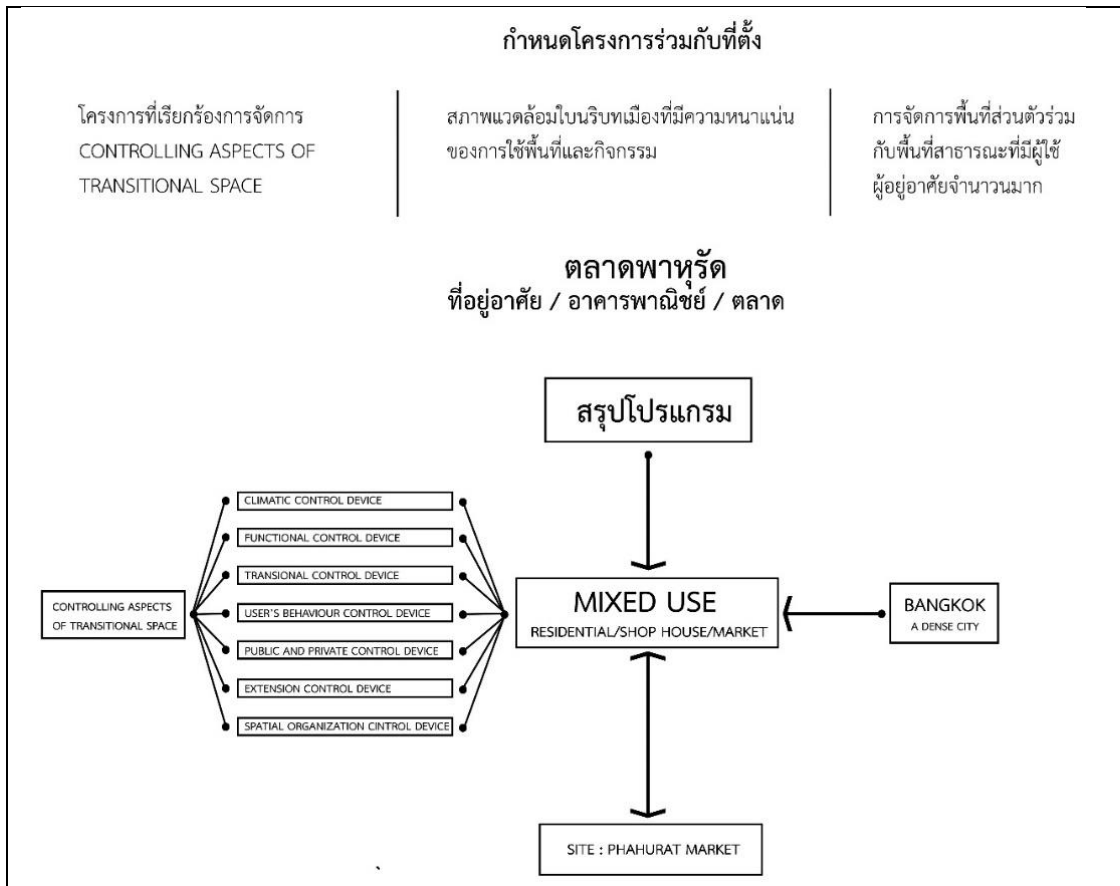 กำหนดโครงการร่วมกับที่ตั้ง
โครงการที่เรียกร้องการจัดการ
CONTROLLING ASPECTS OF
TRANSITIONAL SPACE
สภาพแวดล้อมใบนริบทเมืองที่มีความหนาแน่น
ของการใช้พื้นที่และกิจกรรม
การจัดการพื้นที่ส่วนตัวร่วม
กับพื้นที่สาธารณะที่มีผู้ใช้
ผู้อยู่อาศัยจำนาวนมาก
ตลาดพาหุรัด
ที่อยู่อาศัย / อาคารพาณิชย์ / ตลาด
สรุปโปรแกรม
CONTROLLING ASPECTS
OF TRANSITIONAL SPACE
CLIMATIC CONTROL DEVICE
FUNCTIONAL CONTROL DEVICE
TRANSIONAL CONTROL DEVICE
USER'S BEHAVIOUR CONTROL DEVICE
PUBLIC AND PRIVATE CONTROL DEVICE
EXTENSION CONTROL DEVICE
SPATIAL ORGANIZATION CINTROL DEVICE
MIXED USE
RESIDENTIAL/SHOP HOUSE/MARKET
BANGKOK
A DENSE CITY
SITE : PHAHURAT MARKET